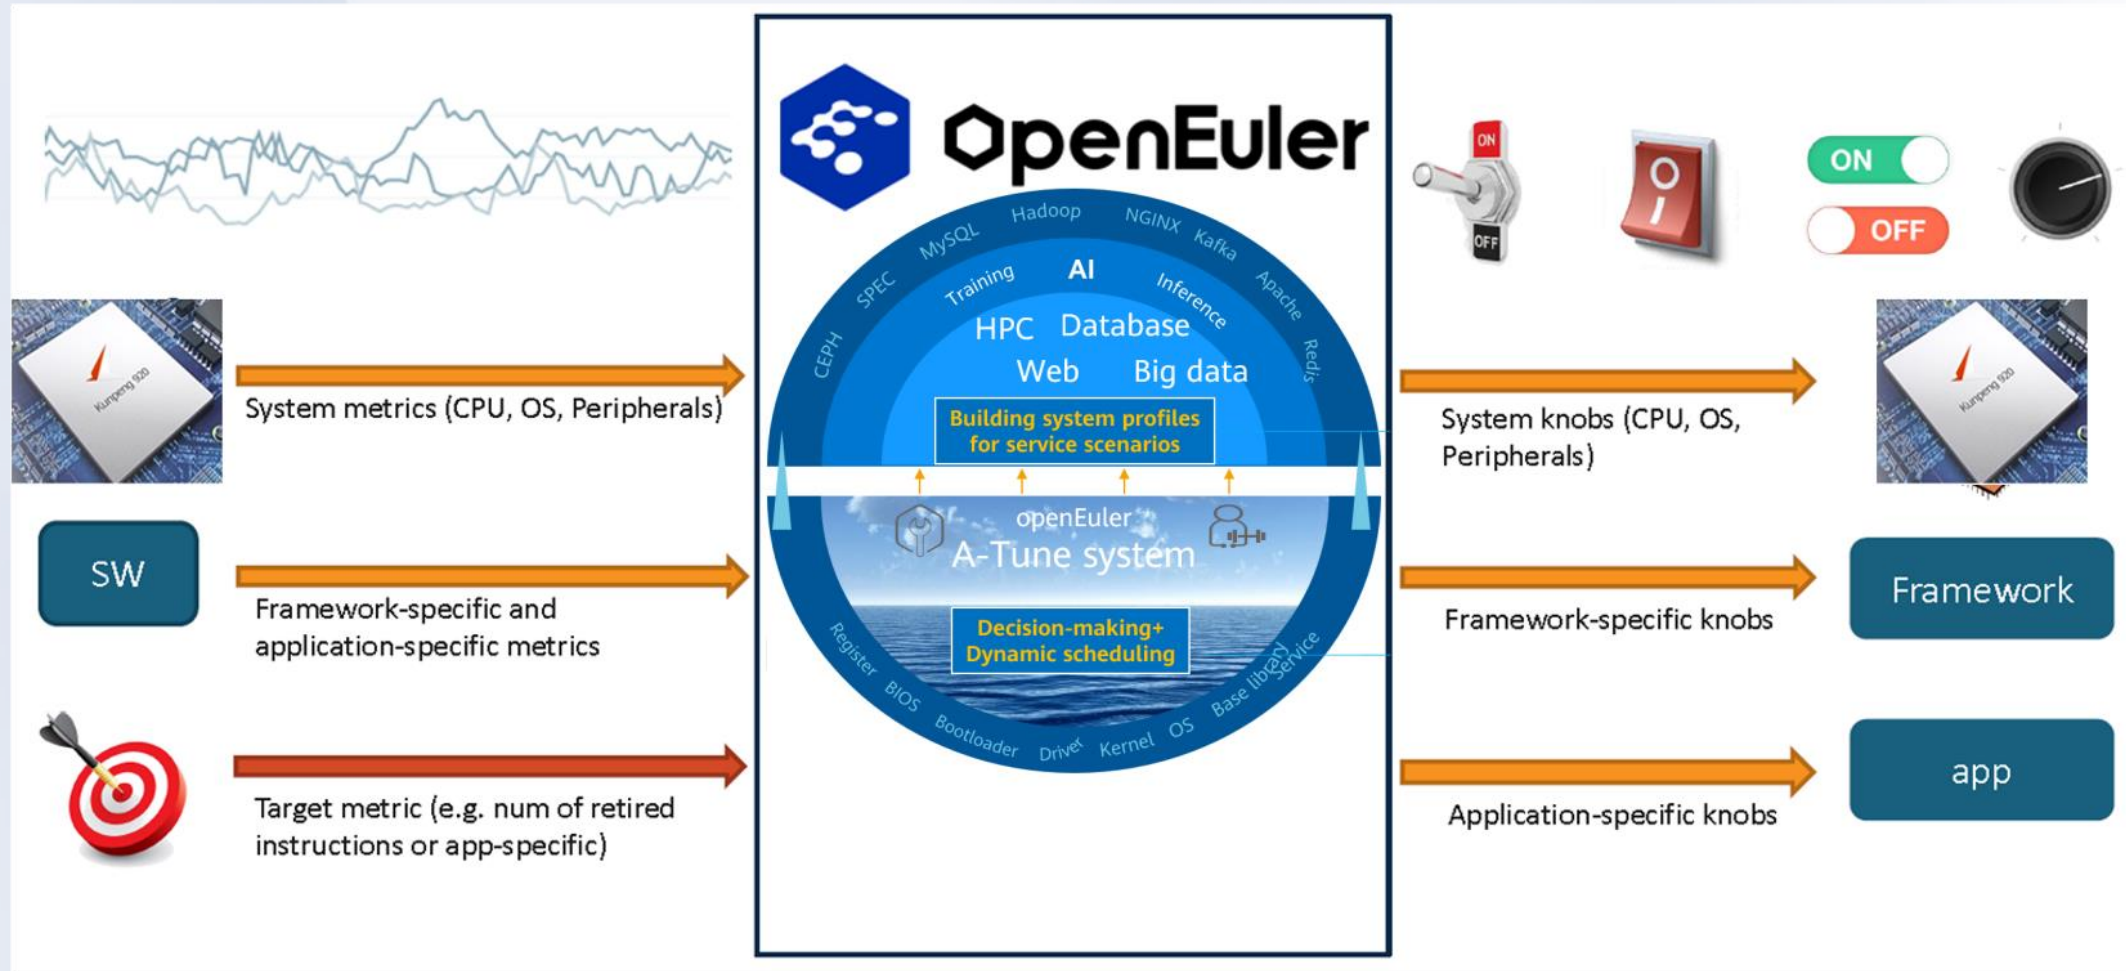 OpenEuler
ON
OFF
ON
OFF
CEPH
SPEC
MySQL
Hadoop
NGINX
Kafka
Apache
Redis
Training
AI
Inference
HPC Database
Web Big data
Building system profiles
for service scenarios
openEuler
A-Tune system
Decision-making+
Dynamic scheduling
Register
BIOS
Bootloader
Driver
Kernel
OS
Base library
Service
Kunpeng 920
System metrics (CPU, OS, Peripherals)
SW
Framework-specific and
application-specific metrics
Target metric (e.g. num of retired
instructions or app-specific)
System knobs (CPU, OS,
Peripherals)
Kunpeng 920
Framework-specific knobs
Framework
Application-specific knobs
app